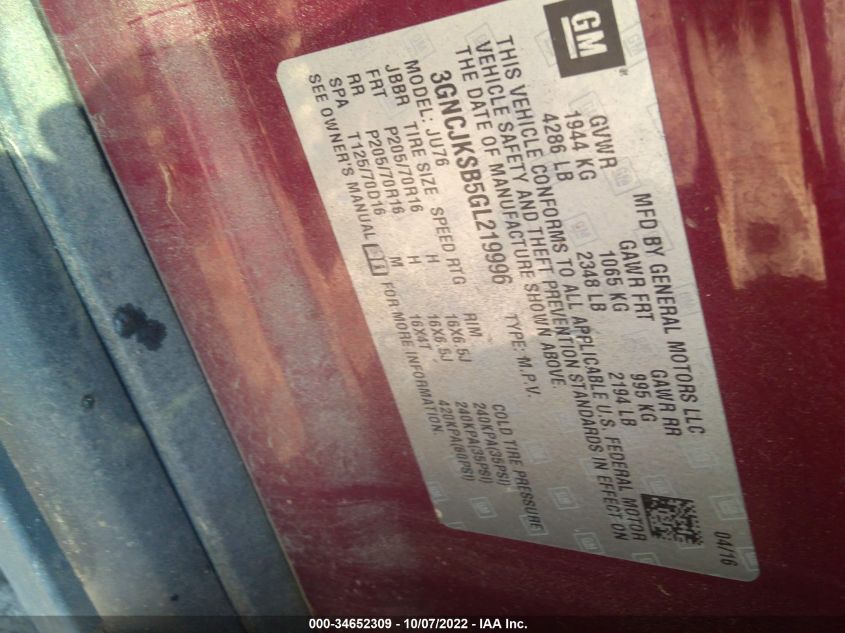 GM
MFD BY GENERAL MOTORS LLC
04/16
GVWR GAWR FRT GAWR RR
1944 KG 1065 KG 995 KG
4286 LB 2348 LB 2194 LB
THIS VEHICLE CONFORMS TO ALL APPLICABLE U.S. FEDERAL MOTOR
VEHICLE SAFETY AND THEFT PREVENTION STANDARDS IN EFFECT ON
THE DATE OF MANUFACTURE SHOWN ABOVE.
3GNCJKSB5GL219996 TYPE: M.P.V.
MODEL: JU76
JBBR TIRE SIZE SPEED RTG RIM COLD TIRE PRESSURE
FRT P205/70R16 H 16X6.5J 240KPA(35PSI)
RR P205/70R16 H 16X6.5J 240KPA(35PSI)
SPA T125/70D16 M 16X4T 420KPA(60PSI)
SEE OWNER'S MANUAL FOR MORE INFORMATION.
000-34652309 - 10/07/2022 - IAA Inc.